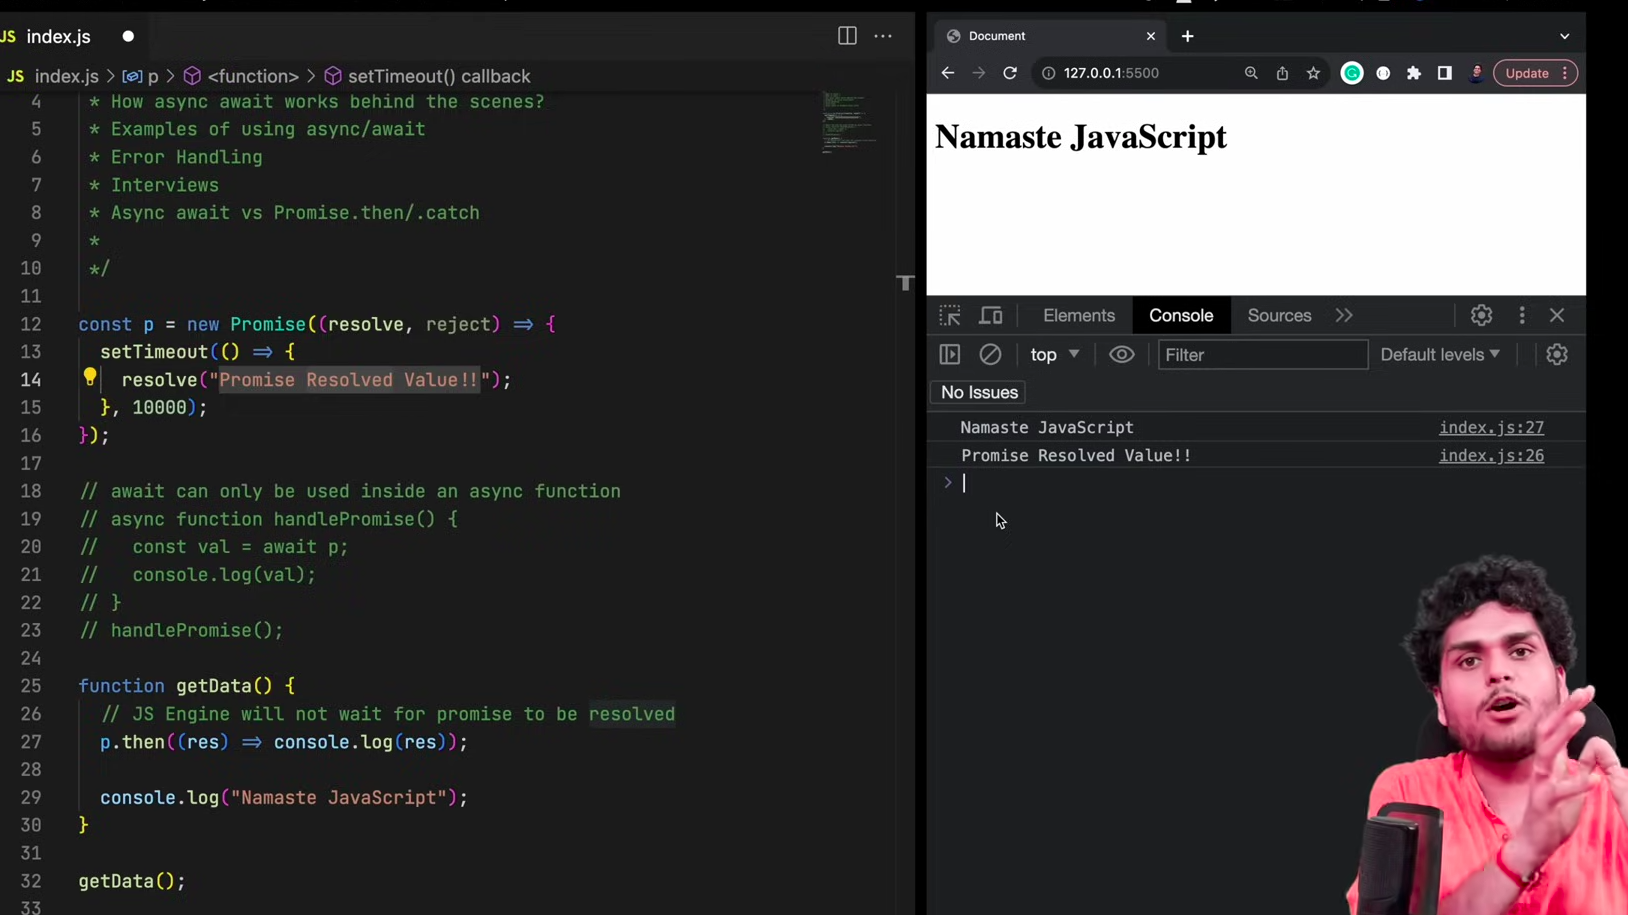 JS index.js
JS index.js > p > <function> > setTimeout() callback
4 * How async await works behind the scenes?
5 * Examples of using async/await
6 * Error Handling
7 * Interviews
8 * Async await vs Promise.then/.catch
9 *
10 */
11
12 const p = new Promise((resolve, reject) => {
13 setTimeout(() => {
14 resolve("Promise Resolved Value!!");
15 }, 10000);
16 });
17
18 // await can only be used inside an async function
19 // async function handlePromise() {
20 // const val = await p;
21 // console.log(val);
22 // }
23 // handlePromise();
24
25 function getData() {
26 // JS Engine will not wait for promise to be resolved
27 p.then((res) => console.log(res));
28
29 console.log("Namaste JavaScript");
30 }
31
32 getData();
33
Document
127.0.0.1:5500
Update
Namaste JavaScript
Elements Console Sources
top Filter Default levels
No Issues
Namaste JavaScript index.js:27
Promise Resolved Value!! index.js:26
>